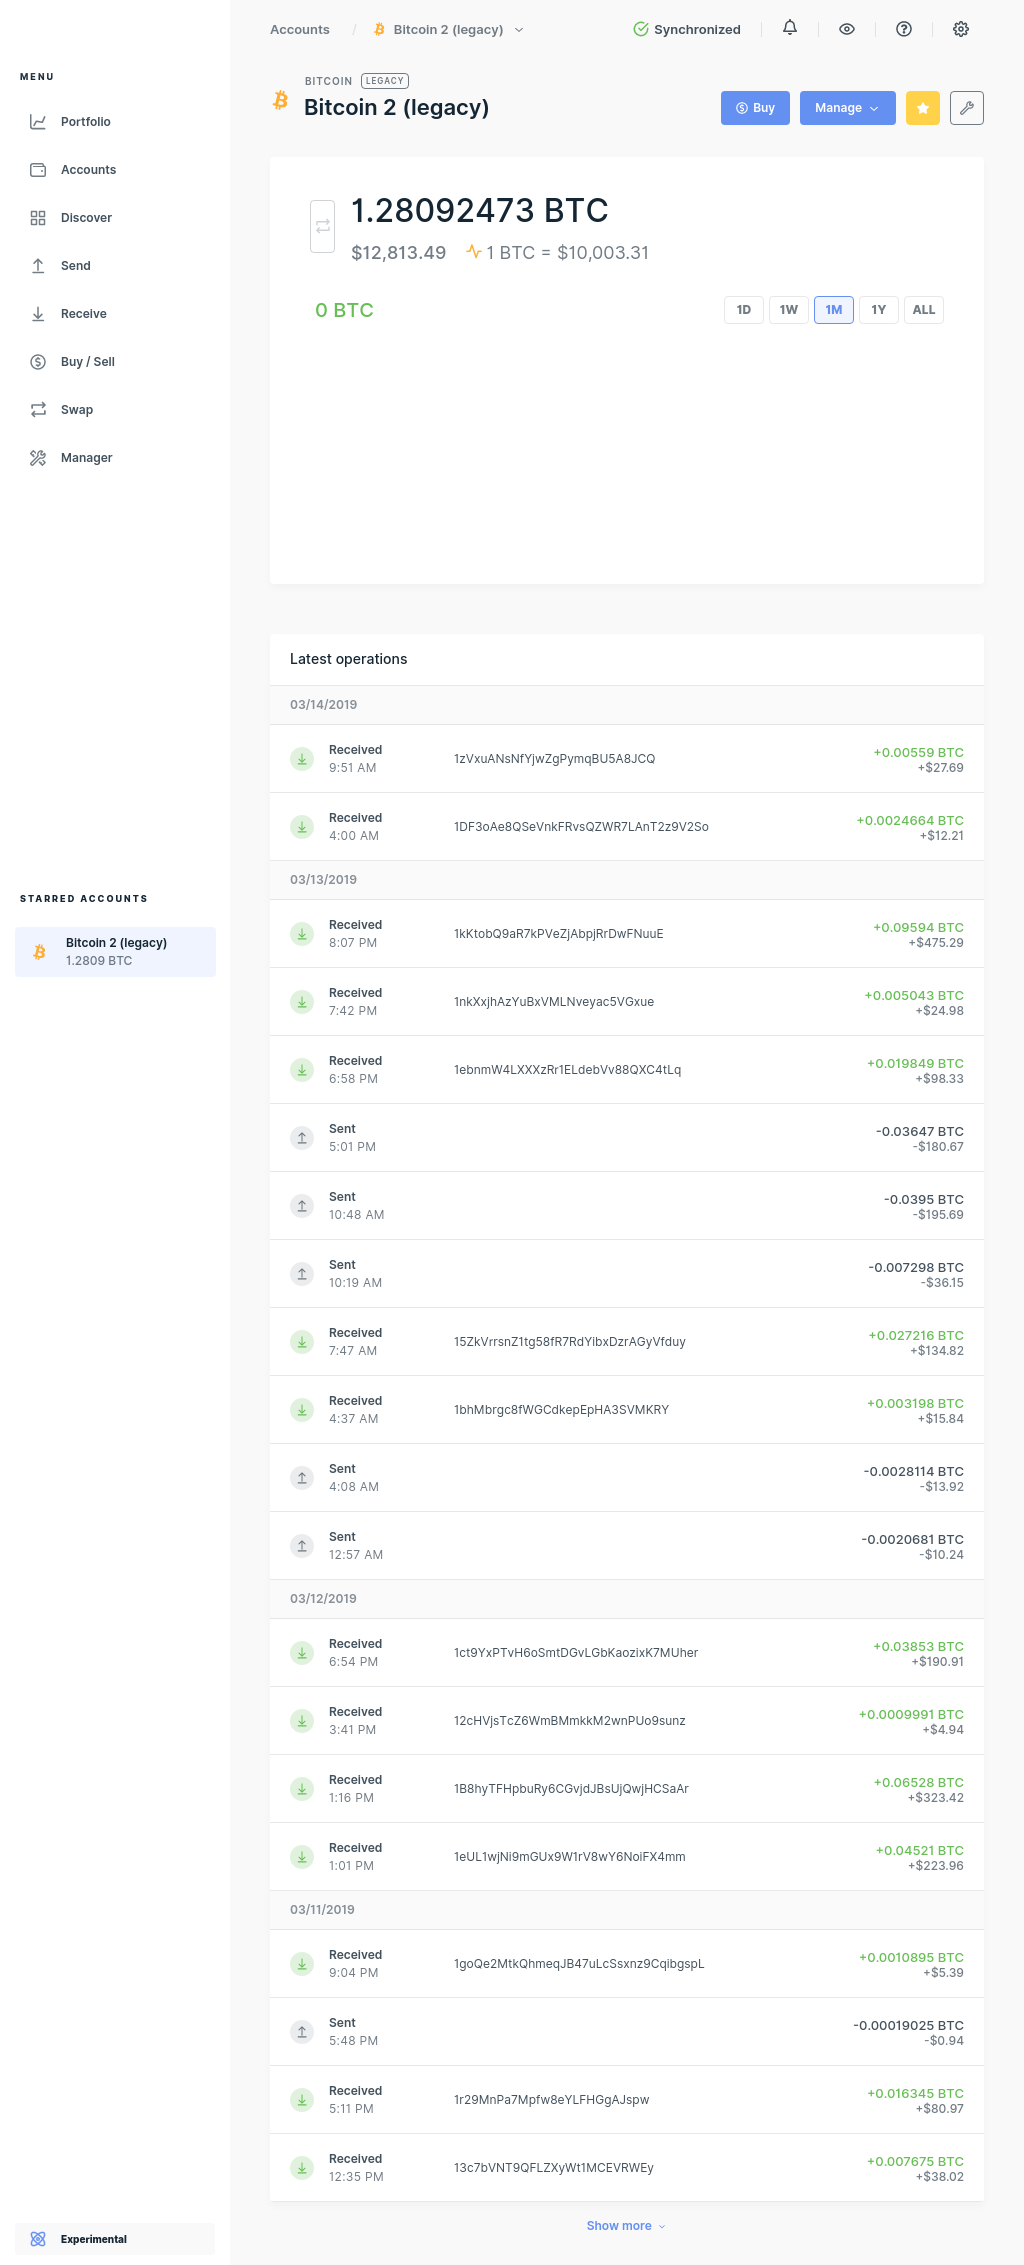 Accounts / Bitcoin 2 (legacy) Synchronized
MENU
Portfolio
Accounts
Discover
Send
Receive
Buy / Sell
Swap
Manager
STARRED ACCOUNTS
Bitcoin 2 (legacy)
1.2809 BTC
Experimental
BITCOIN LEGACY
Bitcoin 2 (legacy)
Buy Manage
1.28092473 BTC
$12,813.49 1 BTC = $10,003.31
0 BTC 1D 1W 1M 1Y ALL
Latest operations
03/14/2019
Received 1zVxuANsNfYjwZgPymqBU5A8JCQ +0.00559 BTC
9:51 AM +$27.69
Received 1DF3oAe8QSeVnkFRvsQZWR7LAnT2z9V2So +0.0024664 BTC
4:00 AM +$12.21
03/13/2019
Received 1kKtobQ9aR7kPVeZjAbpjRrDwFNuuE +0.09594 BTC
8:07 PM +$475.29
Received 1nkXxjhAzYuBxVMLNveyac5VGxue +0.005043 BTC
7:42 PM +$24.98
Received 1ebnmW4LXXXzRr1ELdebVv88QXC4tLq +0.019849 BTC
6:58 PM +$98.33
Sent -0.03647 BTC
5:01 PM -$180.67
Sent -0.0395 BTC
10:48 AM -$195.69
Sent -0.007298 BTC
10:19 AM -$36.15
Received 15ZkVrrsnZ1tg58fR7RdYibxDzrAGyVfduy +0.027216 BTC
7:47 AM +$134.82
Received 1bhMbrgc8fWGCdkepEpHA3SVMKRY +0.003198 BTC
4:37 AM +$15.84
Sent -0.0028114 BTC
4:08 AM -$13.92
Sent -0.0020681 BTC
12:57 AM -$10.24
03/12/2019
Received 1ct9YxPTvH6oSmtDGvLGbKaozixK7MUher +0.03853 BTC
6:54 PM +$190.91
Received 12cHVjsTcZ6WmBMmkkM2wnPUo9sunz +0.0009991 BTC
3:41 PM +$4.94
Received 1B8hyTFHpbuRy6CGvjdJBsUjQwjHCSaAr +0.06528 BTC
1:16 PM +$323.42
Received 1eUL1wjNi9mGUx9W1rV8wY6NoiFX4mm +0.04521 BTC
1:01 PM +$223.96
03/11/2019
Received 1goQe2MtkQhmeqJB47uLcSsxnz9CqibgspL +0.0010895 BTC
9:04 PM +$5.39
Sent -0.00019025 BTC
5:48 PM -$0.94
Received 1r29MnPa7Mpfw8eYLFHGgAJspw +0.016345 BTC
5:11 PM +$80.97
Received 13c7bVNT9QFLZXyWt1MCEVRWEy +0.007675 BTC
12:35 PM +$38.02
Show more